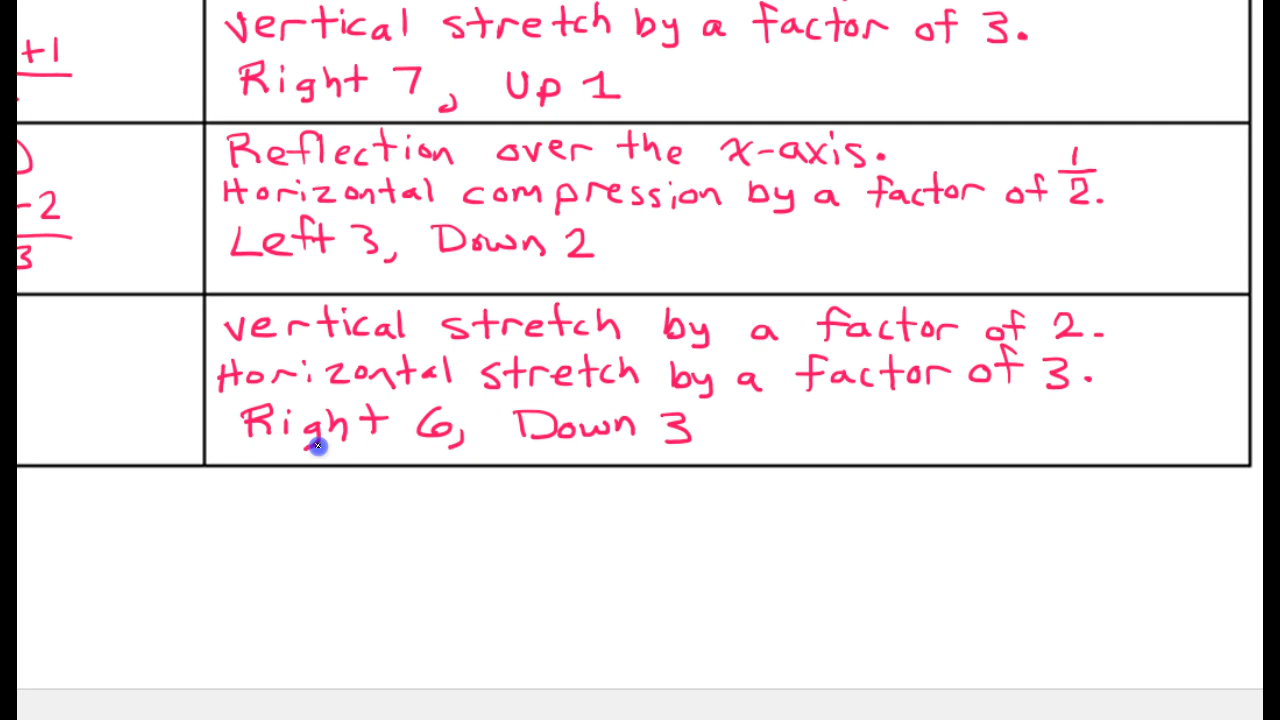 vertical stretch by a factor of 3.
+1
Right 7, Up 1
Reflection over the x-axis.
Horizontal compression by a factor of 1/2.
-2
Left 3, Down 2
3
vertical stretch by a factor of 2.
Horizontal stretch by a factor of 3.
Right 6, Down 3